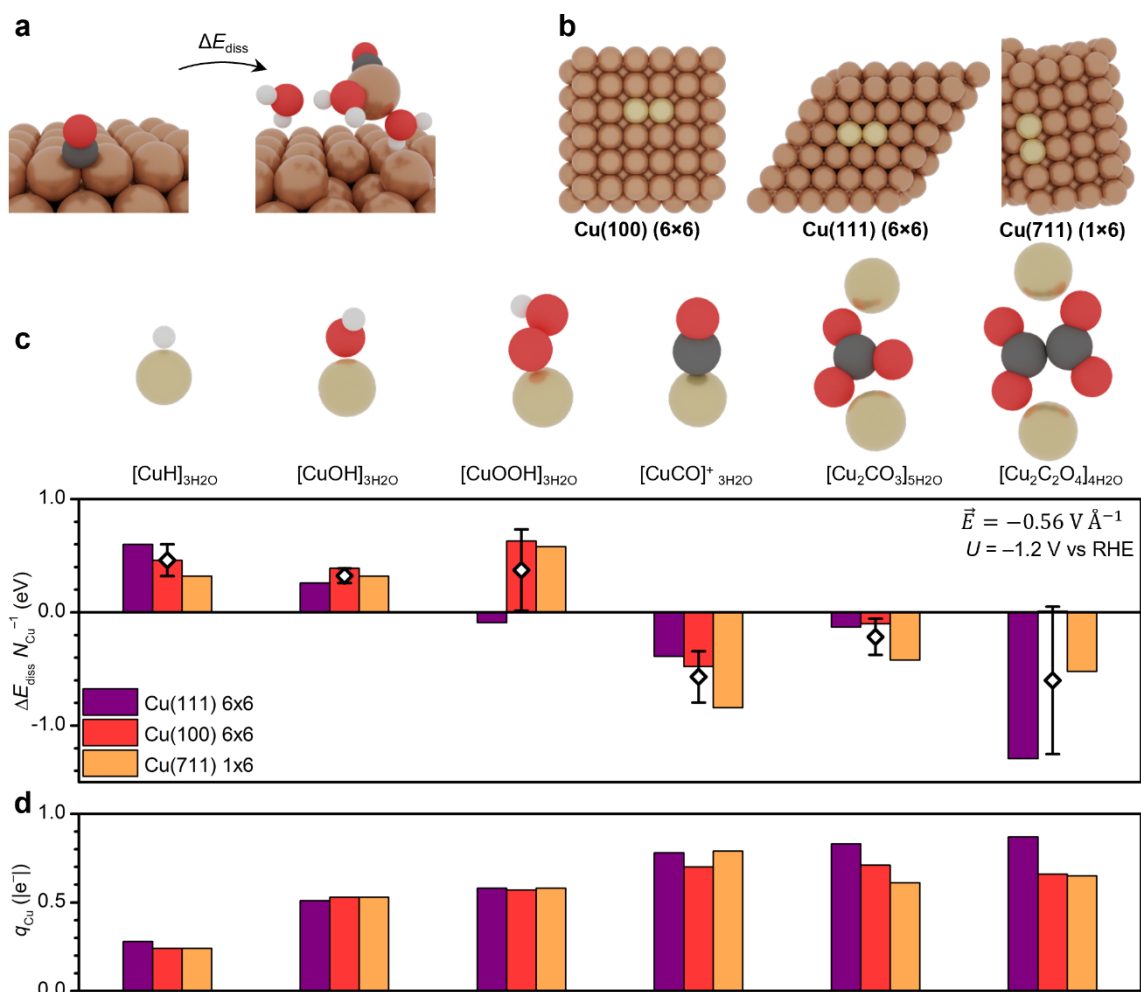 a
ΔE_diss
b
Cu(100) (6×6)
Cu(111) (6×6)
Cu(711) (1×6)
c
[CuH]3H2O
[CuOH]3H2O
[CuOOH]3H2O
[CuCO]⁺ 3H2O
[Cu2CO3]5H2O
[Cu2C2O4]4H2O
1.0
0.0
-1.0
ΔE_diss N_Cu⁻¹ (eV)
E⃗ = −0.56 V Å⁻¹
U = −1.2 V vs RHE
Cu(111) 6x6
Cu(100) 6x6
Cu(711) 1x6
d
1.0
0.5
0.0
q_Cu (|e⁻|)